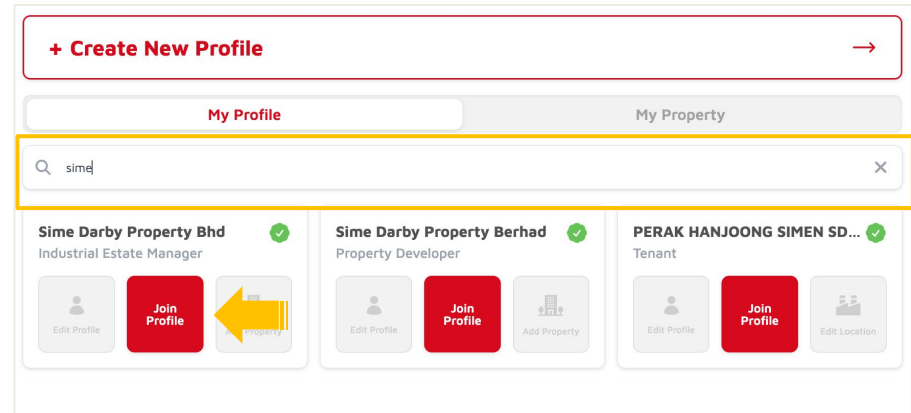 + Create New Profile →
My Profile
My Property
sime
Sime Darby Property Bhd
Industrial Estate Manager
Edit Profile
Join
Profile
Property
Sime Darby Property Berhad
Property Developer
Edit Profile
Join
Profile
Add Property
PERAK HANJOONG SIMEN SD...
Tenant
Edit Profile
Join
Profile
Edit Location